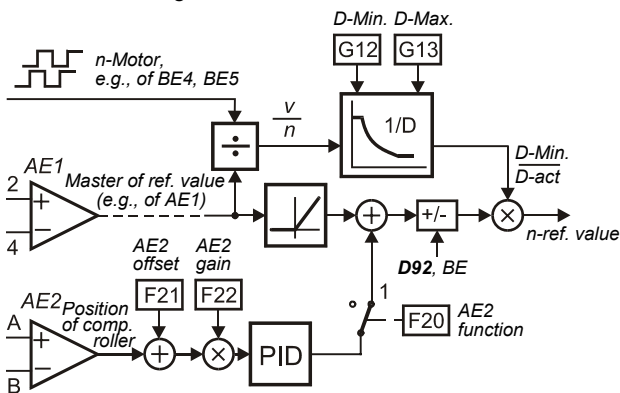 D-Min. D-Max.
G12 G13
n-Motor,
e.g., of BE4, BE5
v
n
÷
1/D
D-Min.
D-act
AE1
2
+
4
−
Master of ref. value
(e.g., of AE1)
+
+/-
×
n-ref. value
D92, BE
AE2
offset
AE2
gain
F21
F22
1
AE2
A
+
B
−
Position
of comp.
roller
+
×
PID
F20
AE2
function